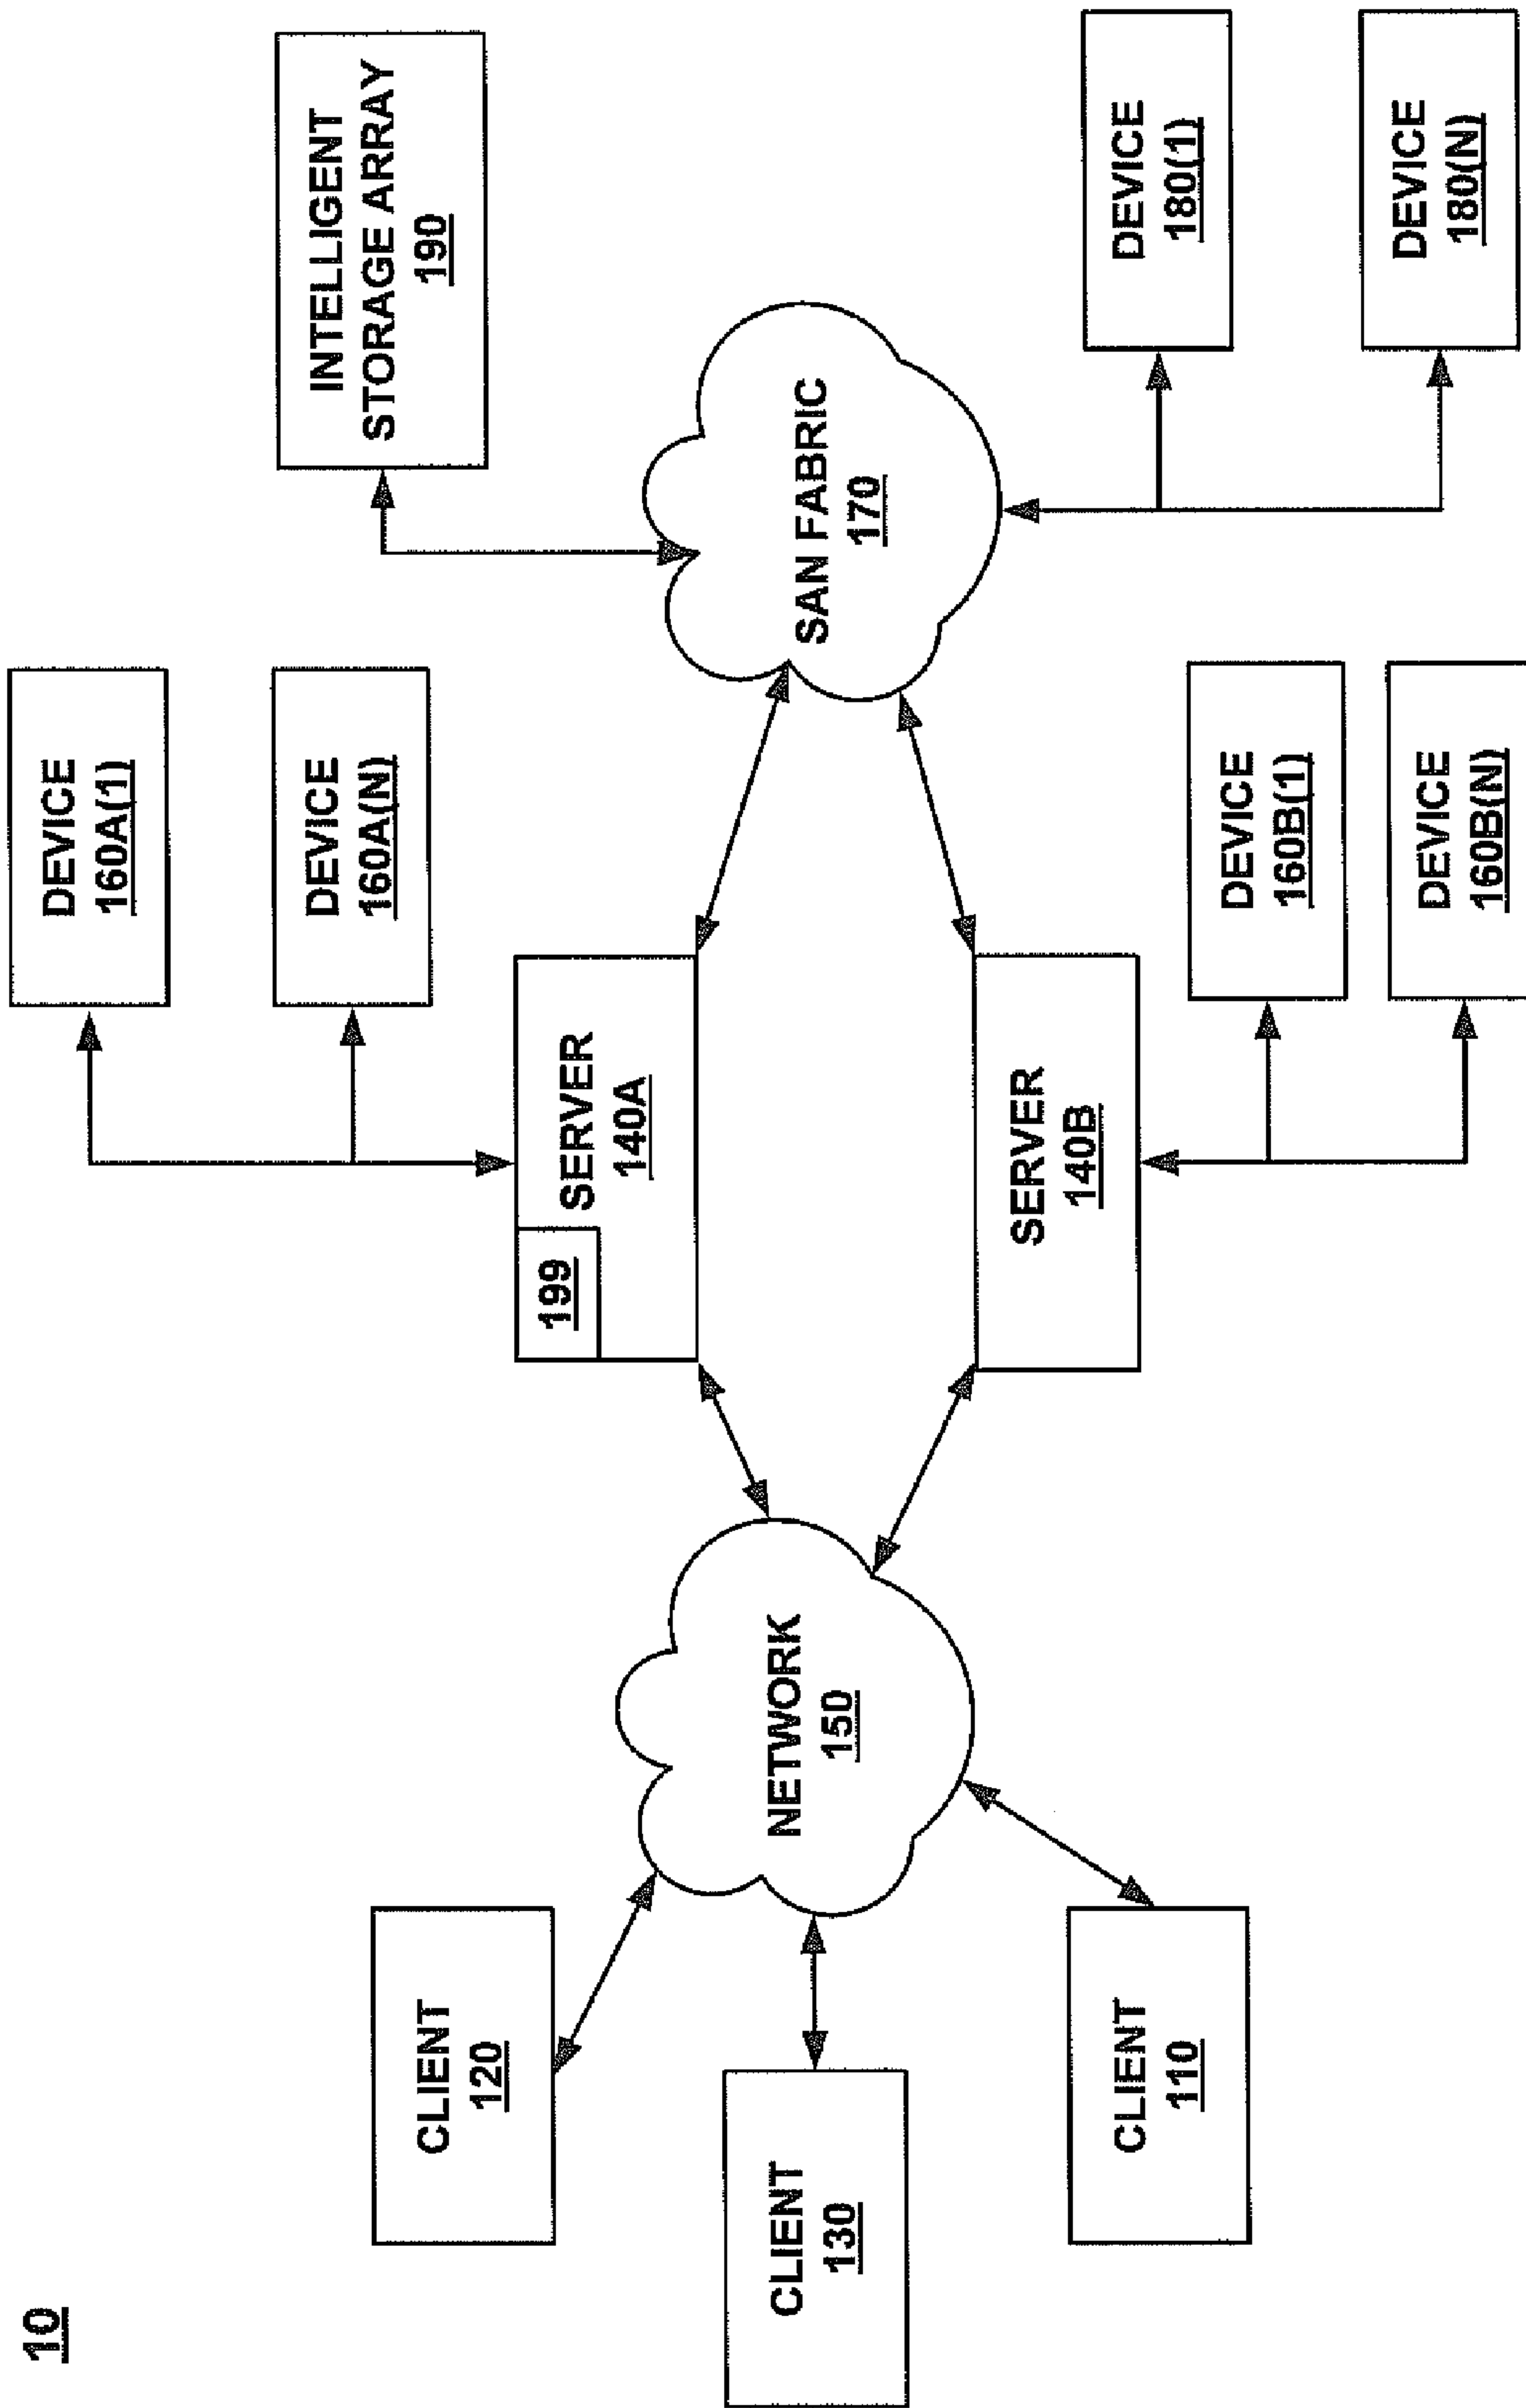 10
CLIENT
120
CLIENT
130
CLIENT
110
NETWORK
150
199
SERVER
140A
SERVER
140B
DEVICE
160A(1)
DEVICE
160A(N)
DEVICE
160B(1)
DEVICE
160B(N)
SAN FABRIC
170
INTELLIGENT
STORAGE ARRAY
190
DEVICE
180(1)
DEVICE
180(N)